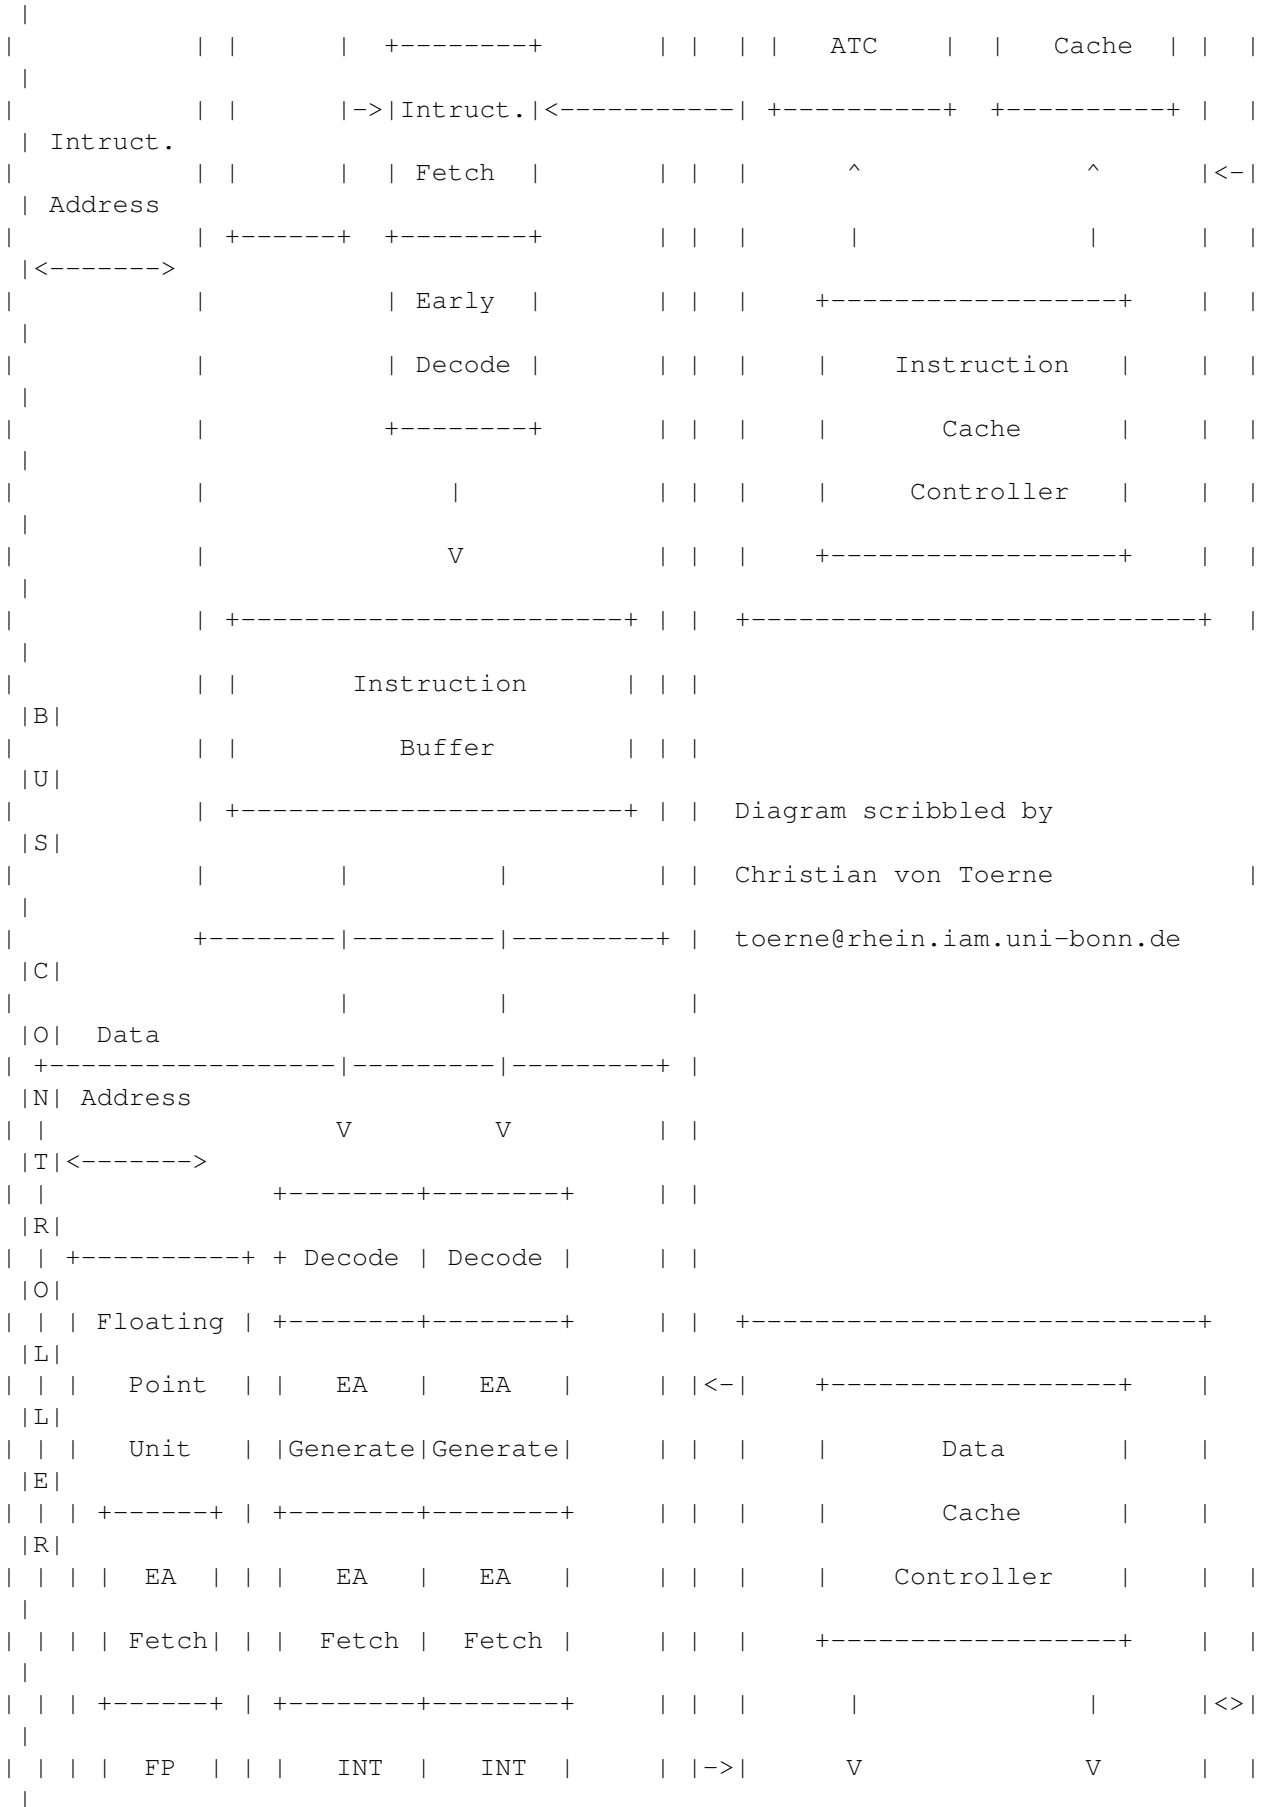 |
|           | |      | +--------+       | | | |   ATC    | |   Cache  | |  |
 |
|           | |      |->|Intruct.|<-----------| +----------+  +----------+ |  |
 | Intruct.
|           | |      | | Fetch  |       | | |      ^              ^      |<-|
 | Address
|           | +------+  +--------+       | | |      |              |      |  |
 |<------->
|           |           | Early  |       | | |    +------------------+    |  |
 |
|           |           | Decode |       | | |    |    Instruction   |    |  |
 |
|           |           +--------+       | | |    |       Cache      |    |  |
 |
|           |               |            | | |    |     Controller   |    |  |
 |
|           |               V            | | |    +------------------+    |  |
 |
|           | +------------------------+ | |  +----------------------------+  |
 |
|           | |       Instruction      | | |
 |B|
|           | |          Buffer        | | |
 |U|
|           | +------------------------+ | |  Diagram scribbled by
 |S|
|           |        |         |         | |  Christian von Toerne            |
 |
|           +--------|---------|---------+ |  toerne@rhein.iam.uni-bonn.de
 |C|
|                    |         |           |
 |O|  Data
| +------------------|---------|---------+ |
 |N| Address
| |                  V         V         | |
 |T|<------->
| |              +--------+--------+     | |
 |R|
| | +----------+ + Decode | Decode |     | |
 |O|
| | | Floating | +--------+--------+     | |  +----------------------------+
 |L|
| | |   Point  | |   EA   |   EA   |     | |<-|    +------------------+    |
 |L|
| | |   Unit   | |Generate|Generate|     | | |    |       Data       |    |
 |E|
| | | +------+ | +--------+--------+     | | |    |       Cache      |    |
 |R|
| | | |  EA  | | |   EA   |   EA   |     | | |    |    Controller    |    |  |
 |
| | | | Fetch| | |  Fetch |  Fetch |     | | |    +------------------+    |  |
 |
| | | +------+ | +--------+--------+     | | |      |              |      |<>|
 |
| | | |  FP  | | |   INT  |   INT  |     | |->|      V              V      |  |
 |